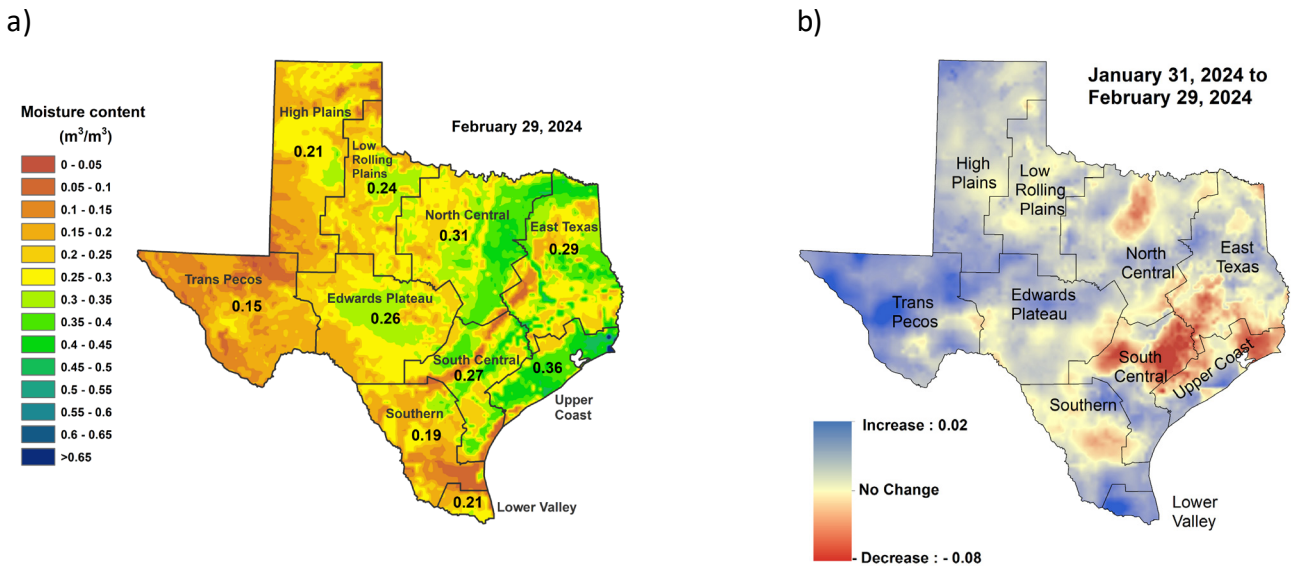 a)
Moisture content
(m³/m³)
0 - 0.05
0.05 - 0.1
0.1 - 0.15
0.15 - 0.2
0.2 - 0.25
0.25 - 0.3
0.3 - 0.35
0.35 - 0.4
0.4 - 0.45
0.45 - 0.5
0.5 - 0.55
0.55 - 0.6
0.6 - 0.65
>0.65
February 29, 2024
High Plains
0.21
Low
Rolling
Plains
0.24
North Central
0.31
East Texas
0.29
Trans Pecos
0.15
Edwards Plateau
0.26
South Central
0.27
0.36
Upper
Coast
Southern
0.19
0.21
Lower Valley
b)
January 31, 2024 to
February 29, 2024
High
Plains
Low
Rolling
Plains
North
Central
East
Texas
Trans
Pecos
Edwards
Plateau
South
Central
Upper Coast
Southern
Lower
Valley
Increase : 0.02
No Change
Decrease : - 0.08